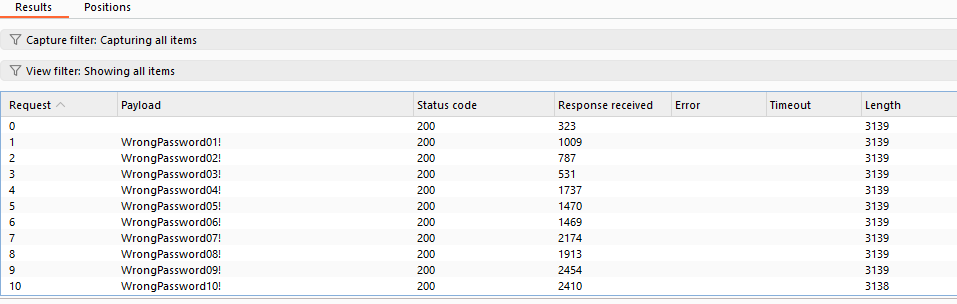 Results Positions
Capture filter: Capturing all items
View filter: Showing all items
Request Payload Status code Response received Error Timeout Length
0 200 323 3139
1 WrongPassword01! 200 1009 3139
2 WrongPassword02! 200 787 3139
3 WrongPassword03! 200 531 3139
4 WrongPassword04! 200 1737 3139
5 WrongPassword05! 200 1470 3139
6 WrongPassword06! 200 1469 3139
7 WrongPassword07! 200 2174 3139
8 WrongPassword08! 200 1913 3139
9 WrongPassword09! 200 2454 3139
10 WrongPassword10! 200 2410 3138